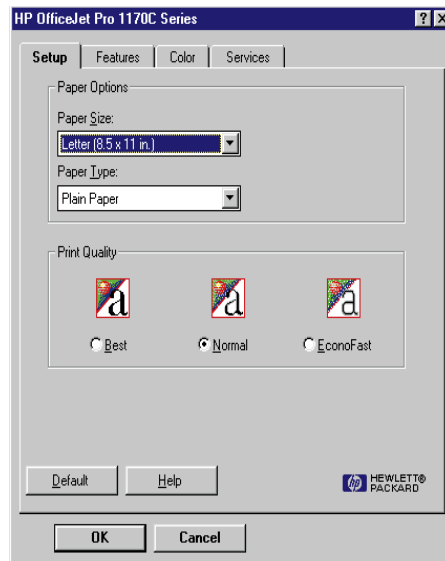 HP OfficeJet Pro 1170C Series
Setup Features Color Services
Paper Options
Paper Size:
Letter (8.5 x 11 in.)
Paper Type:
Plain Paper
Print Quality
a a a
Best Normal EconoFast
Default Help
hp HEWLETT®
PACKARD
OK Cancel